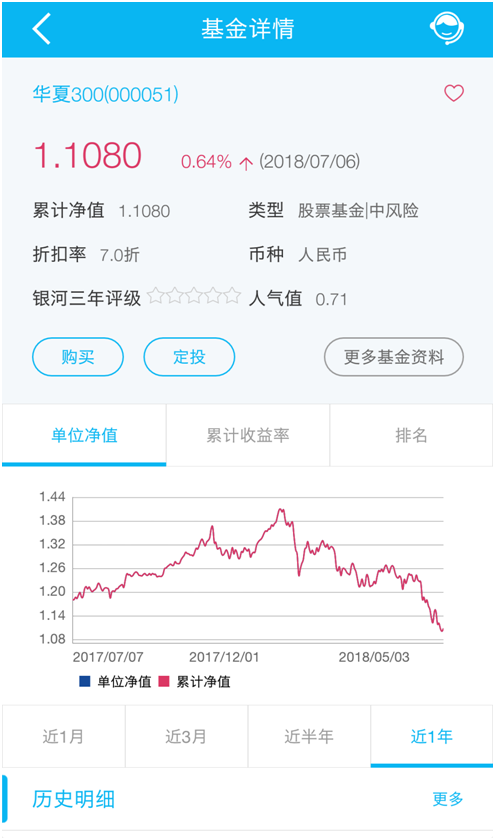 基金详情
华夏300(000051)
1.1080 0.64% ↑ (2018/07/06)
累计净值 1.1080 类型 股票基金|中风险
折扣率 7.0折 币种 人民币
银河三年评级 人气值 0.71
购买 定投 更多基金资料
单位净值 累计收益率 排名
1.44
1.38
1.32
1.26
1.20
1.14
1.08
2017/07/07 2017/12/01 2018/05/03
单位净值 累计净值
近1月 近3月 近半年 近1年
历史明细 更多